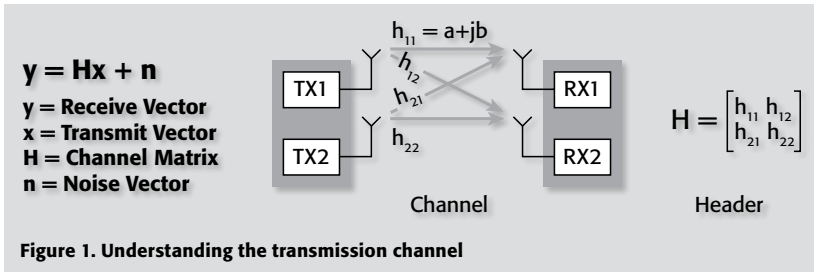 y = Hx + n
y = Receive Vector
x = Transmit Vector
H = Channel Matrix
n = Noise Vector
h₁₁ = a+jb
h₁₂
h₂₁
h₂₂
TX1
TX2
RX1
RX2
Channel
H = [h₁₁ h₁₂
h₂₁ h₂₂]
Header
Figure 1. Understanding the transmission channel